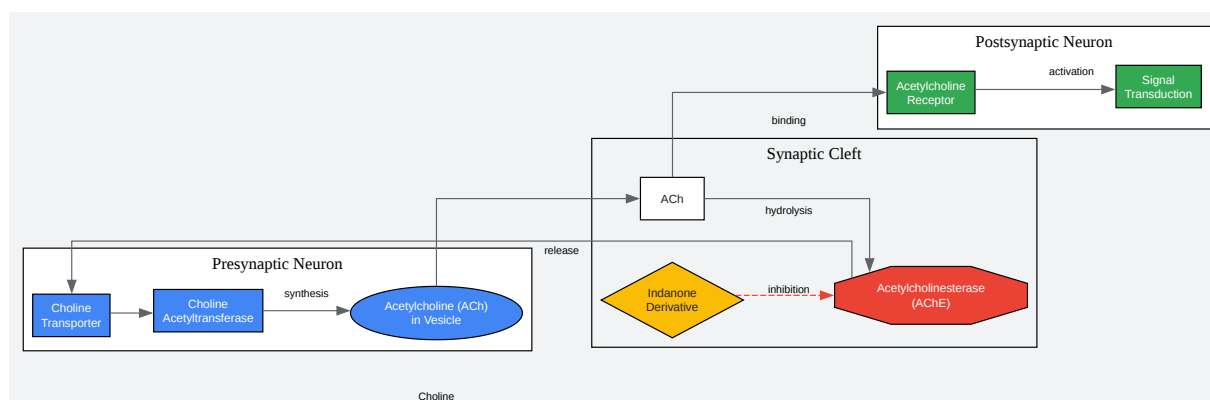 Postsynaptic Neuron
Acetylcholine
Receptor
activation
Signal
Transduction
binding
Synaptic Cleft
ACh
hydrolysis
release
Presynaptic Neuron
Choline
Transporter
Choline
Acetyltransferase
synthesis
Acetylcholine (ACh)
in Vesicle
Indanone
Derivative
inhibition
Acetylcholinesterase
(AChE)
Choline